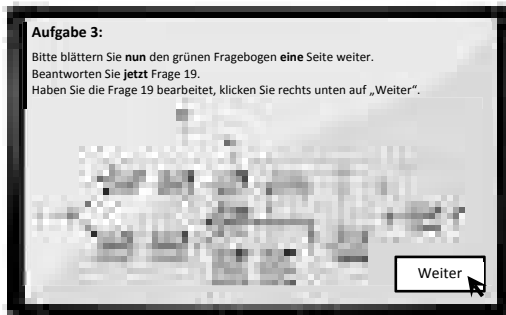 Aufgabe 3:
Bitte blättern Sie nun den grünen Fragebogen eine Seite weiter.
Beantworten Sie jetzt Frage 19.
Haben Sie die Frage 19 bearbeitet, klicken Sie rechts unten auf „Weiter“.
Weiter